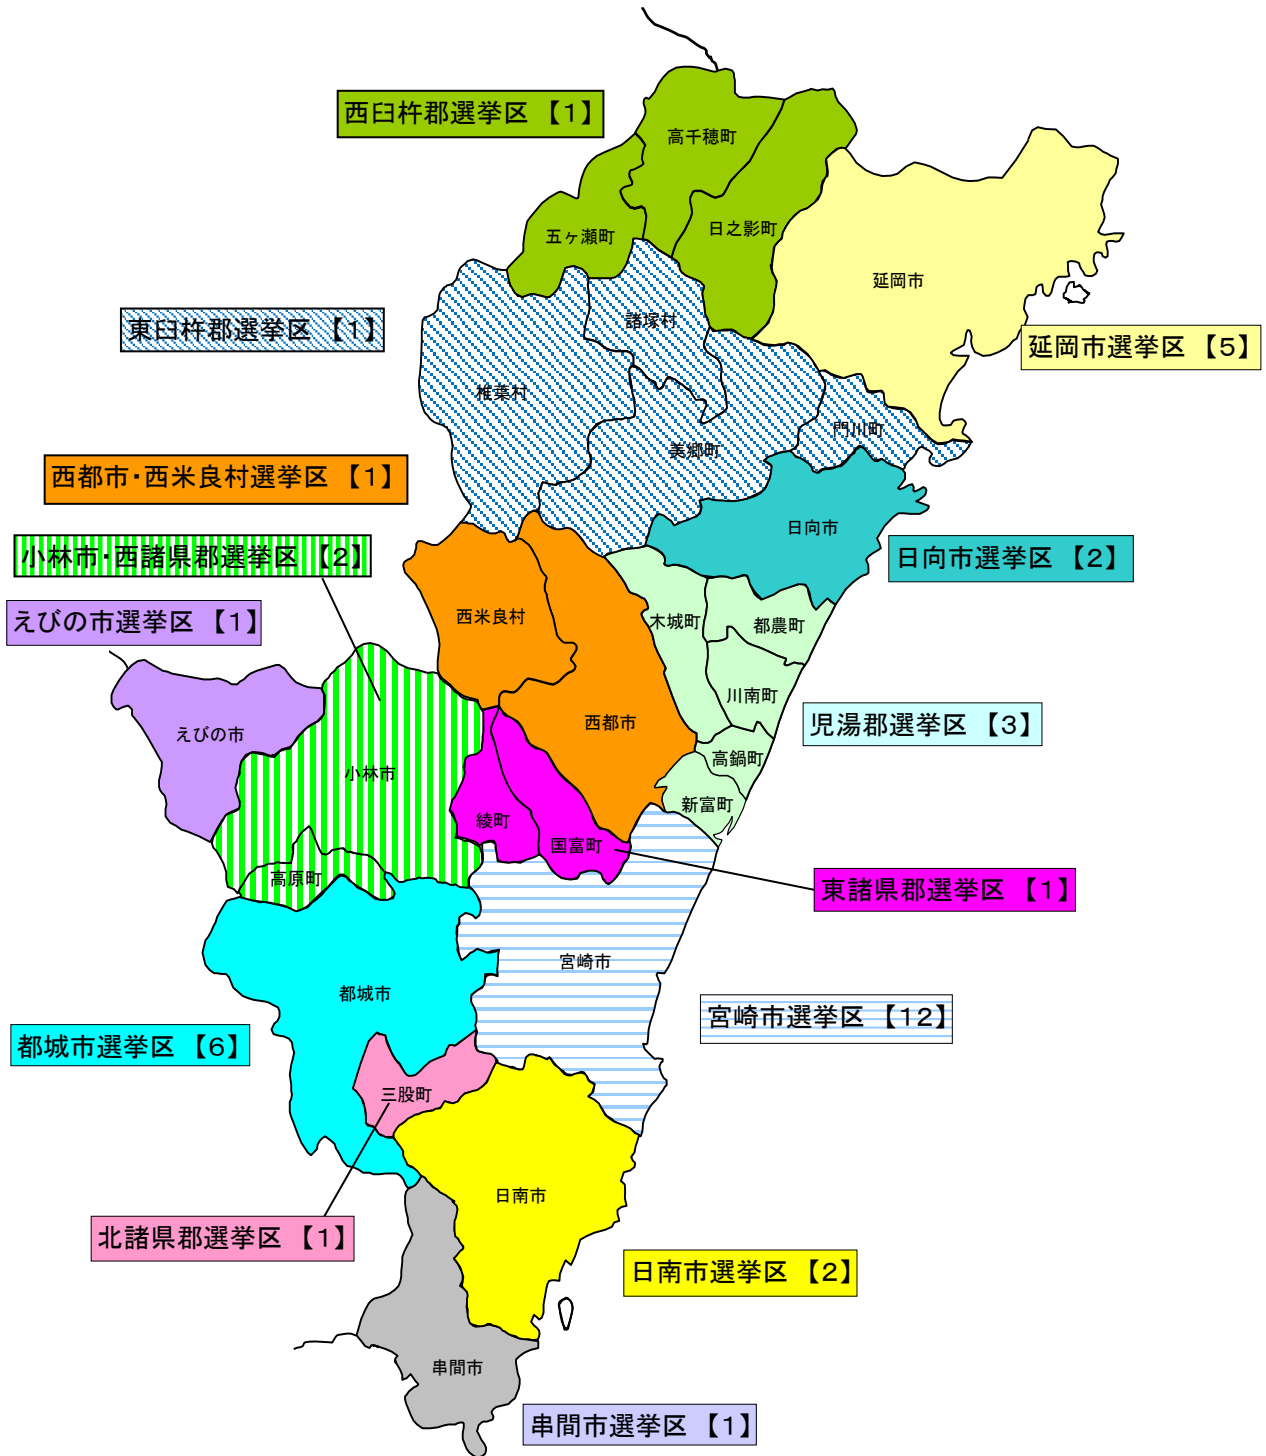 西臼杵郡選挙区 【1】
高千穂町
日之影町
五ヶ瀬町
延岡市
東臼杵郡選挙区 【1】
諸塚村
延岡市選挙区 【5】
椎葉村
門川町
美郷町
西都市・西米良村選挙区 【1】
日向市
小林市・西諸県郡選挙区 【2】
日向市選挙区 【2】
えびの市選挙区 【1】
西米良村
木城町
都農町
川南町
西都市
児湯郡選挙区 【3】
えびの市
高鍋町
小林市
新富町
綾町
国富町
高原町
東諸県郡選挙区 【1】
宮崎市
都城市
宮崎市選挙区 【12】
都城市選挙区 【6】
三股町
日南市
北諸県郡選挙区 【1】
日南市選挙区 【2】
串間市
串間市選挙区 【1】